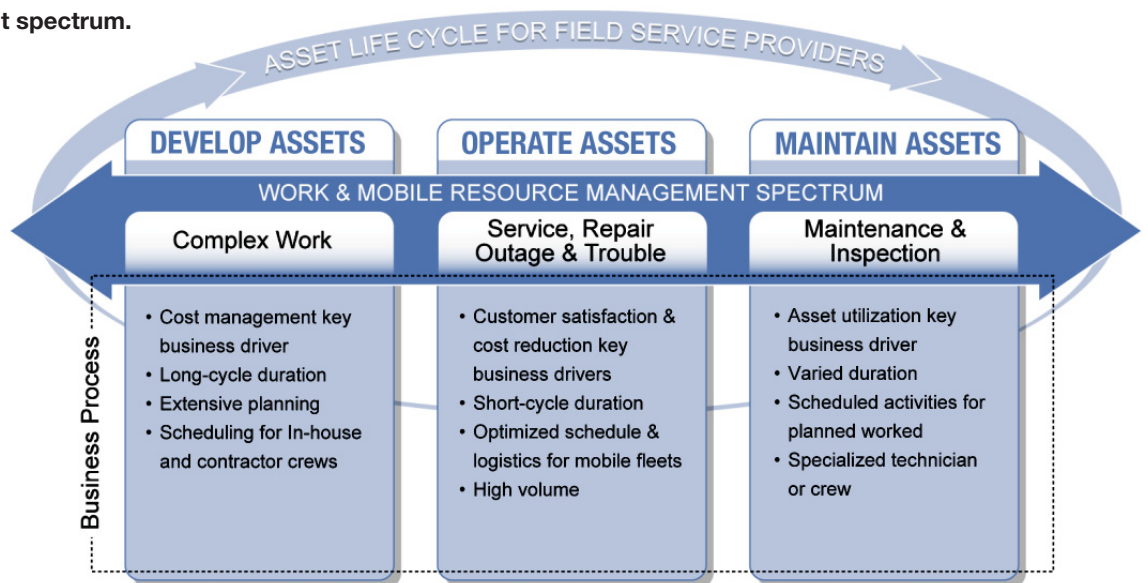 t spectrum.
ASSET LIFE CYCLE FOR FIELD SERVICE PROVIDERS
DEVELOP ASSETS
OPERATE ASSETS
MAINTAIN ASSETS
WORK & MOBILE RESOURCE MANAGEMENT SPECTRUM
Complex Work
Service, Repair
Outage & Trouble
Maintenance &
Inspection
Business Process
• Cost management key
business driver
• Long-cycle duration
• Extensive planning
• Scheduling for In-house
and contractor crews
• Customer satisfaction &
cost reduction key
business drivers
• Short-cycle duration
• Optimized schedule &
logistics for mobile fleets
• High volume
• Asset utilization key
business driver
• Varied duration
• Scheduled activities for
planned worked
• Specialized technician
or crew